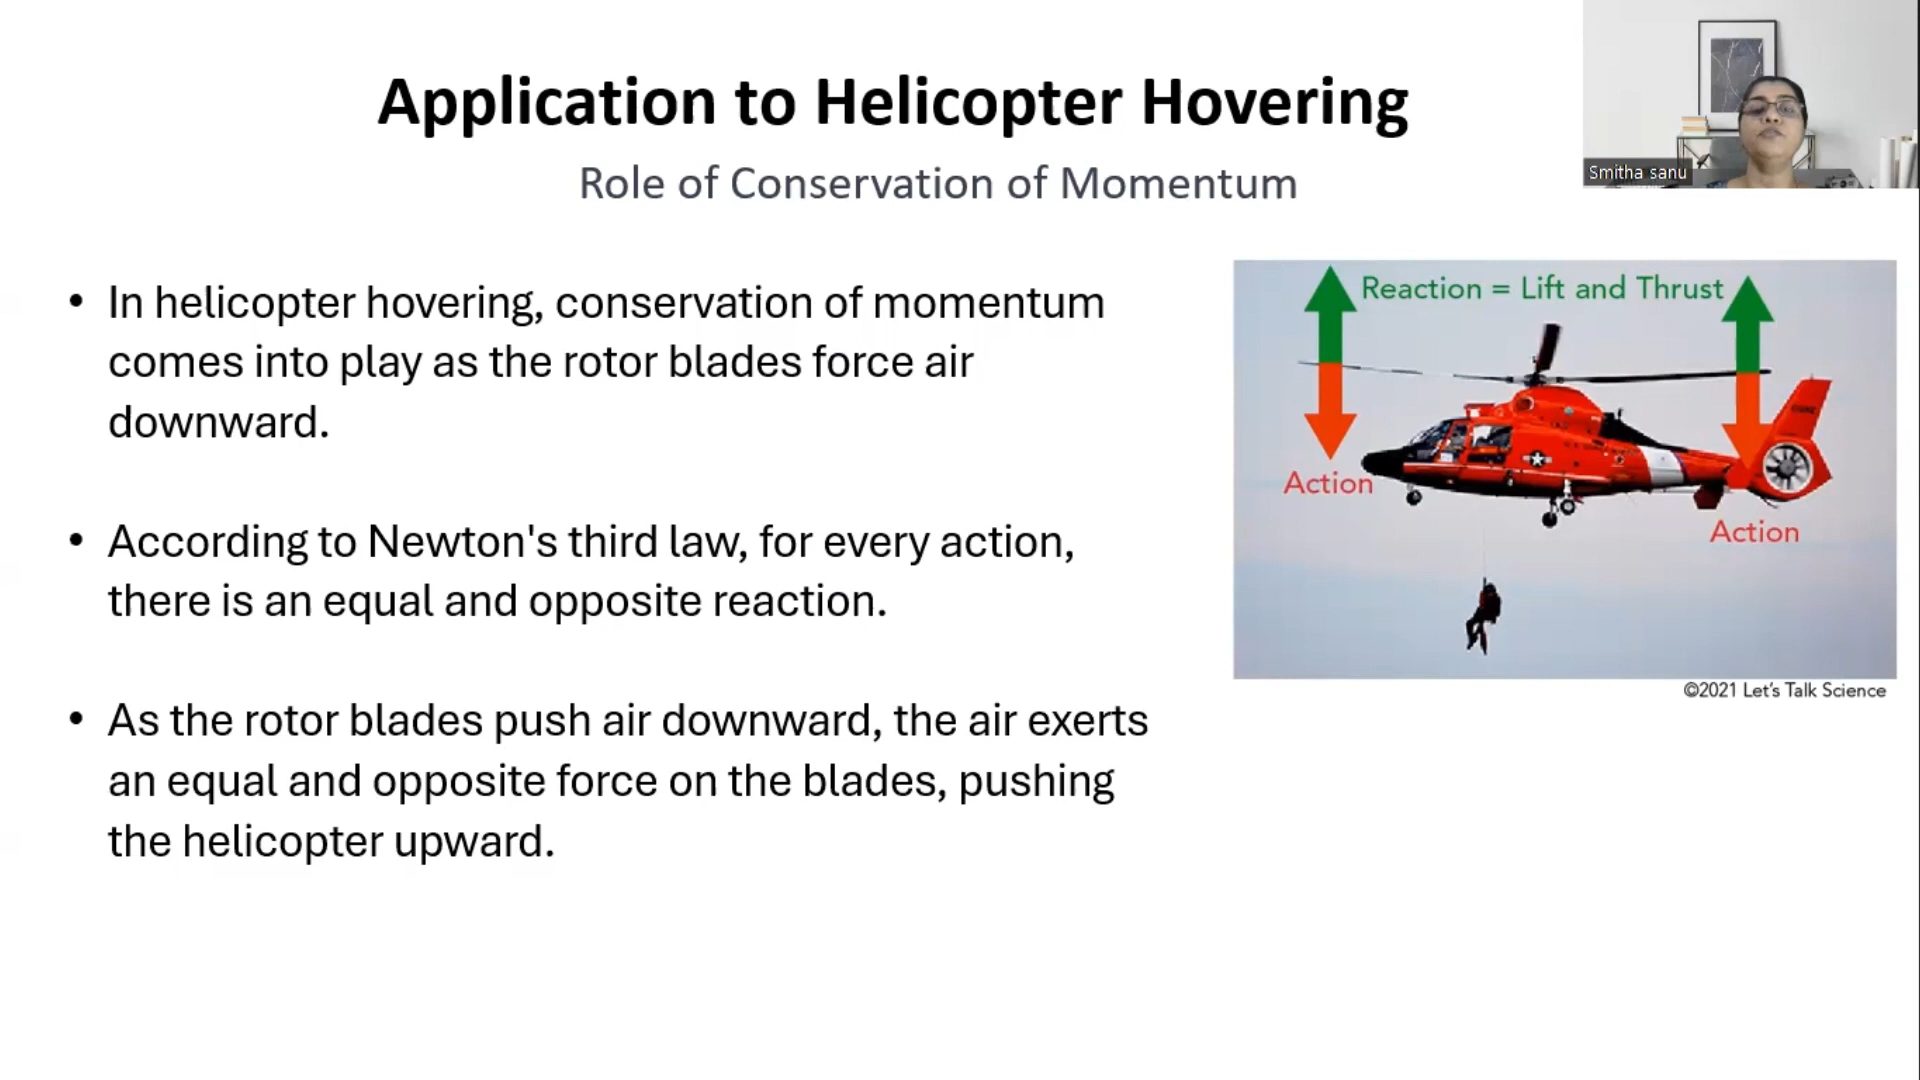 Application to Helicopter Hovering
Role of Conservation of Momentum
Smitha sanu
• In helicopter hovering, conservation of momentum
comes into play as the rotor blades force air
downward.
• According to Newton's third law, for every action,
there is an equal and opposite reaction.
• As the rotor blades push air downward, the air exerts
an equal and opposite force on the blades, pushing
the helicopter upward.
Reaction = Lift and Thrust
Action
Action
©2021 Let's Talk Science